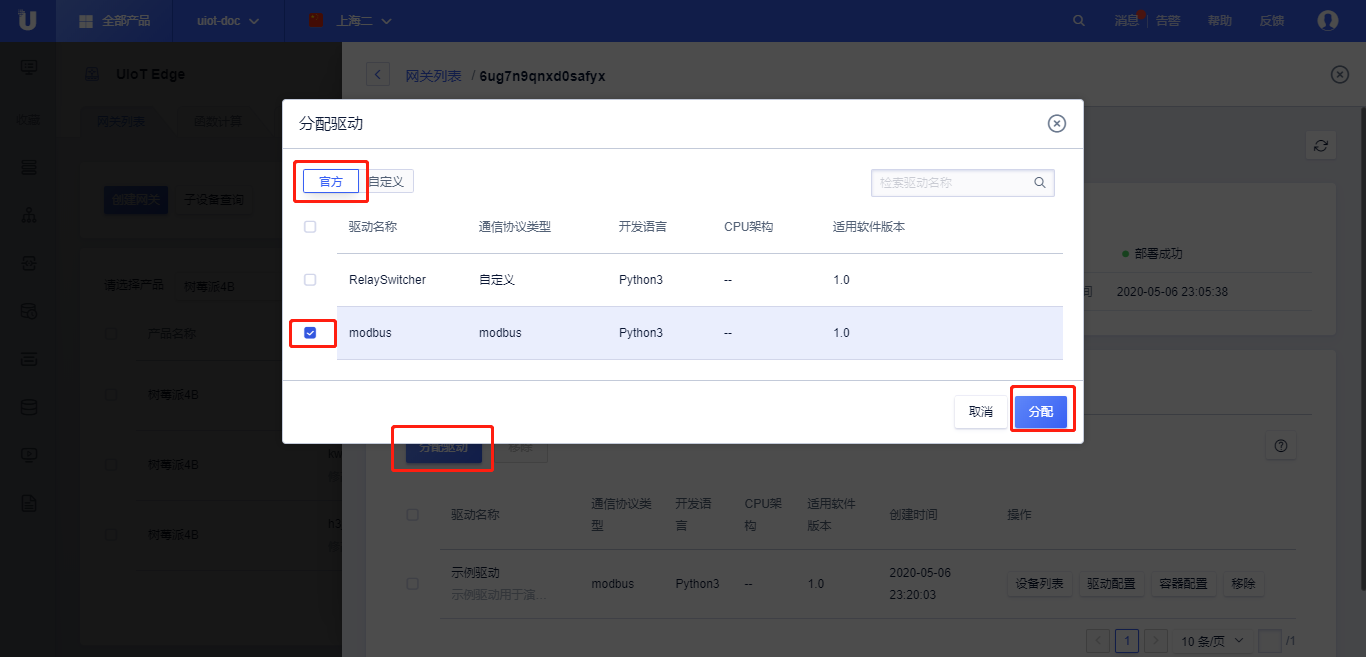 全部产品
uiot-doc
上海二
消息
告警
帮助
反馈
UIoT Edge
网关列表 / 6ug7n9qnxd0safyx
网关列表
函数计算
分配驱动
官方
自定义
检索驱动名称
创建网关
子设备查询
驱动名称
通信协议类型
开发语言
CPU架构
适用软件版本
部署成功
RelaySwitcher
自定义
Python3
--
1.0
请选择产品
树莓派4B
间
2020-05-06 23:05:38
modbus
modbus
Python3
--
1.0
产品名称
树莓派4B
取消
分配
分配驱动
移除
树莓派4B
驱动名称
通信协议类
型
开发语
言
CPU架
构
适用软件
版本
创建时间
操作
树莓派4B
h3
示例驱动
示例驱动用于演...
modbus
Python3
--
1.0
2020-05-06
23:20:03
设备列表
驱动配置
容器配置
移除
1
10 条/页
/1